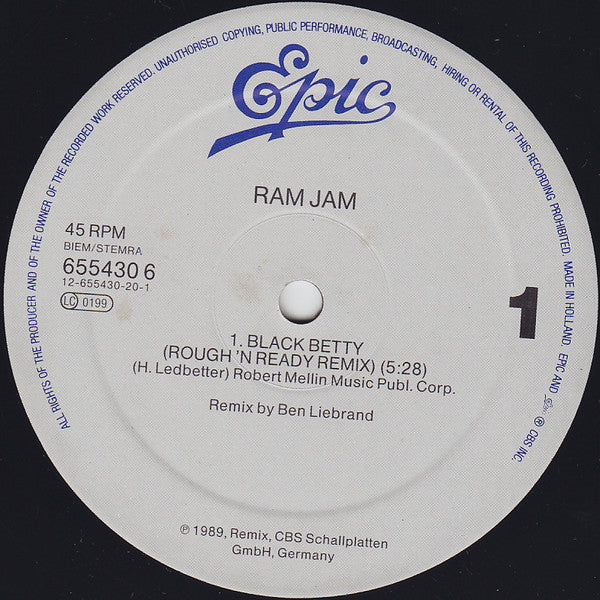 ALL RIGHTS OF THE PRODUCER AND OF THE OWNER OF THE RECORDED WORK RESERVED. UNAUTHORISED COPYING, PUBLIC PERFORMANCE, BROADCASTING, HIRING OR RENTAL OF THIS RECORDING PROHIBITED. MADE IN HOLLAND. EPIC AND Epic ℗ CBS INC.
Epic
RAM JAM
45 RPM
BIEM/STEMRA
655430 6
12-655430-20-1
LC 0199
1
1. BLACK BETTY
(ROUGH 'N READY REMIX) (5:28)
(H. Ledbetter) Robert Mellin Music Publ. Corp.
Remix by Ben Liebrand
℗ 1989, Remix, CBS Schallplatten
GmbH, Germany